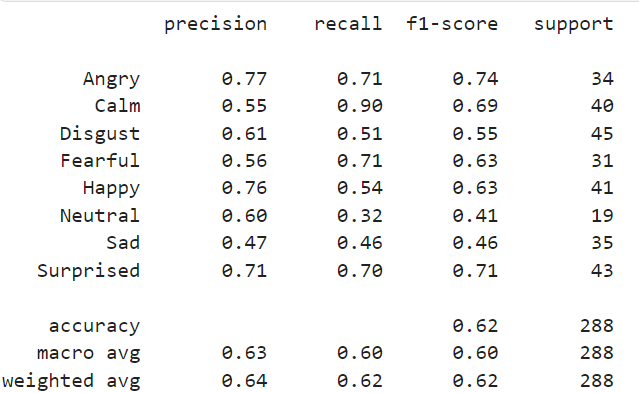 precision recall f1-score support
Angry 0.77 0.71 0.74 34
Calm 0.55 0.90 0.69 40
Disgust 0.61 0.51 0.55 45
Fearful 0.56 0.71 0.63 31
Happy 0.76 0.54 0.63 41
Neutral 0.60 0.32 0.41 19
Sad 0.47 0.46 0.46 35
Surprised 0.71 0.70 0.71 43
accuracy 0.62 288
macro avg 0.63 0.60 0.60 288
weighted avg 0.64 0.62 0.62 288